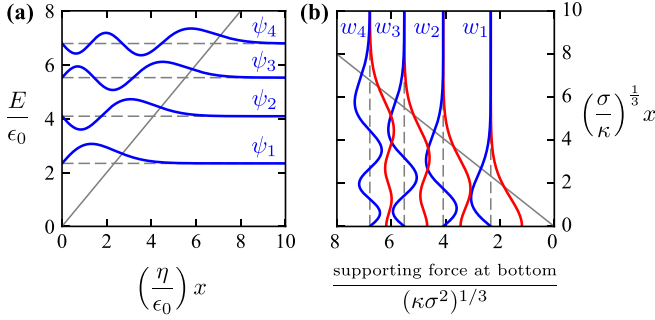 (a)
8
6
4
2
0
E/ϵ₀
ψ₄
ψ₃
ψ₂
ψ₁
0 2 4 6 8 10
(η/ϵ₀) x
(b)
w₄ w₃ w₂ w₁
10
8
6
4
2
0
(σ/κ)^{1/3} x
8 6 4 2 0
supporting force at bottom
(κσ²)^{1/3}